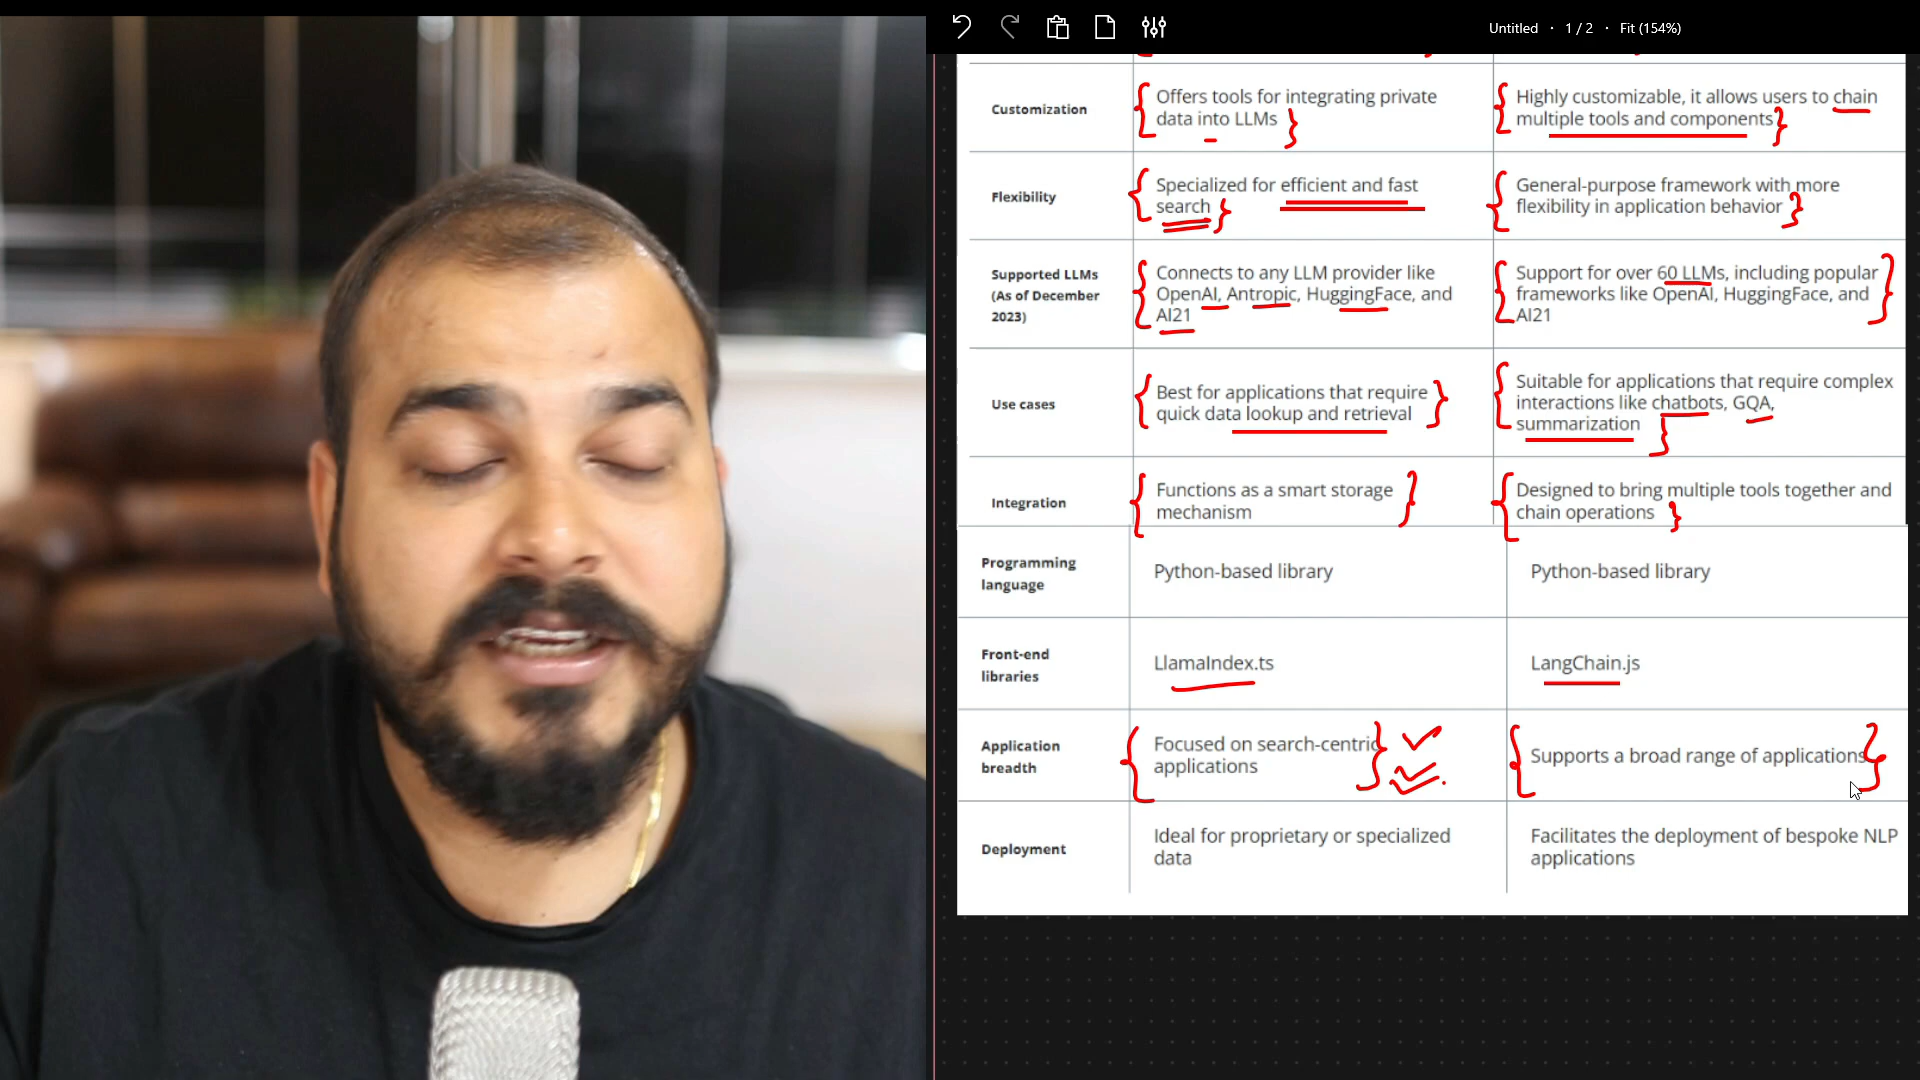 Untitled · 1 / 2 · Fit (154%)
Customization
Offers tools for integrating private
data into LLMs
Highly customizable, it allows users to chain
multiple tools and components
Flexibility
Specialized for efficient and fast
search
General-purpose framework with more
flexibility in application behavior
Supported LLMs
(As of December
2023)
Connects to any LLM provider like
OpenAI, Antropic, HuggingFace, and
AI21
Support for over 60 LLMs, including popular
frameworks like OpenAI, HuggingFace, and
AI21
Use cases
Best for applications that require
quick data lookup and retrieval
Suitable for applications that require complex
interactions like chatbots, GQA,
summarization
Integration
Functions as a smart storage
mechanism
Designed to bring multiple tools together and
chain operations
Programming
language
Python-based library
Python-based library
Front-end
libraries
LlamaIndex.ts
LangChain.js
Application
breadth
Focused on search-centric
applications
Supports a broad range of applications
Deployment
Ideal for proprietary or specialized
data
Facilitates the deployment of bespoke NLP
applications